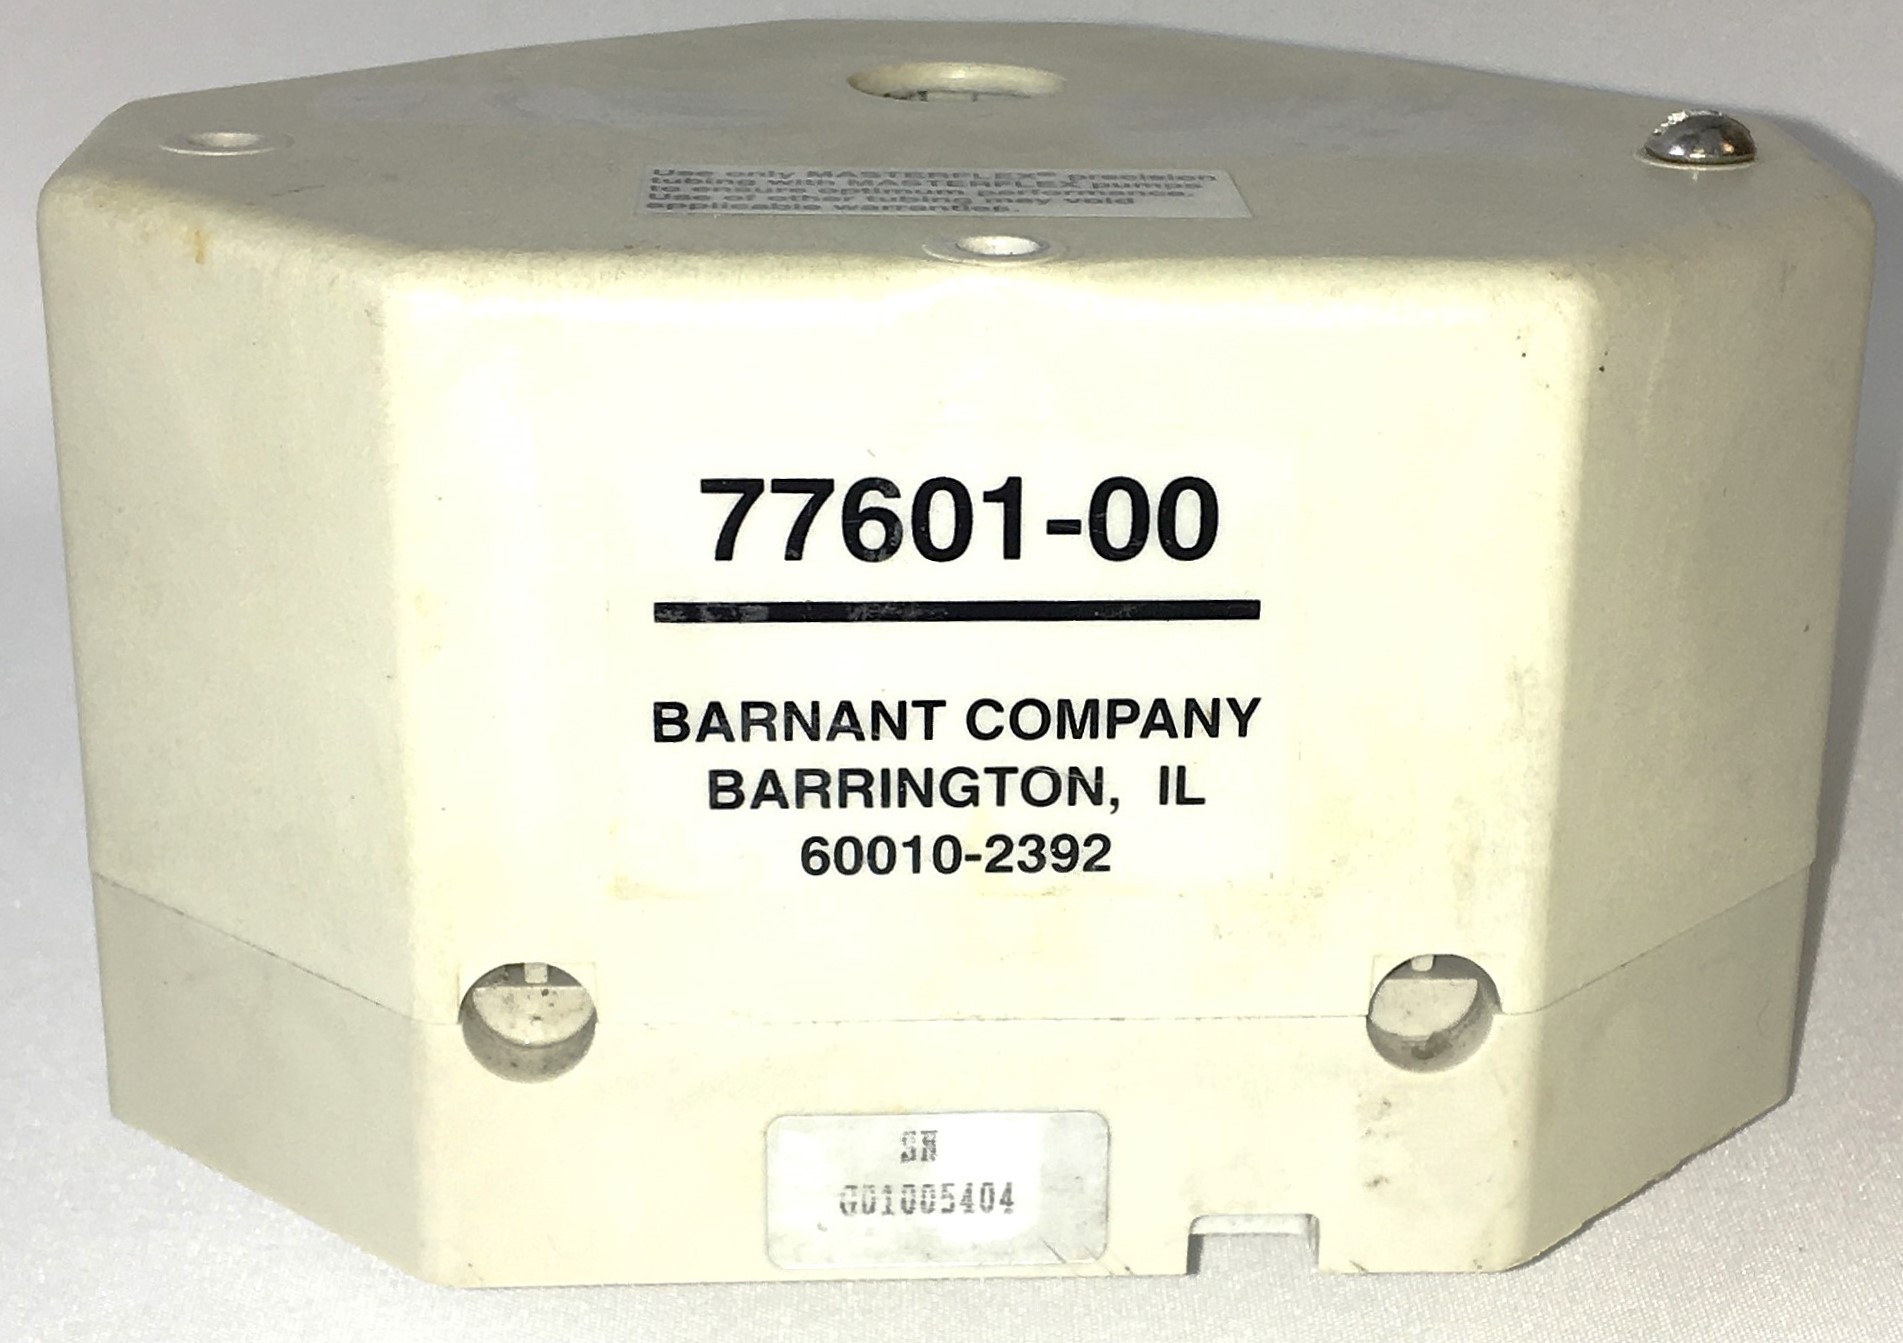 Use only MASTERFLEX® precision
tubing with MASTERFLEX pumps
to ensure optimum performance.
Use of other tubing may void
applicable warranties.
77601-00
BARNANT COMPANY
BARRINGTON, IL
60010-2392
SN
G01005404